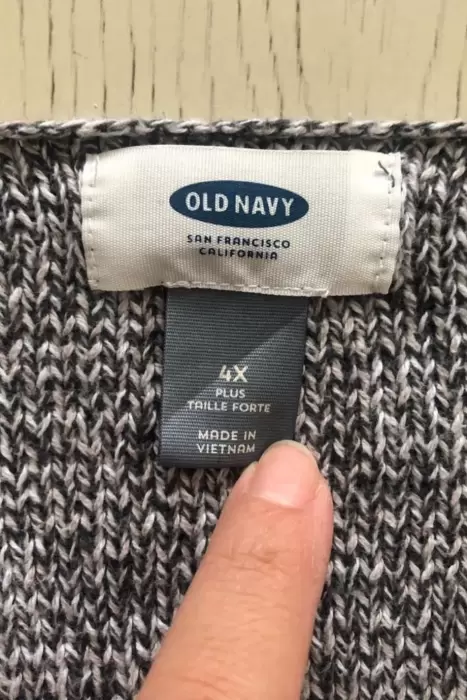 OLD NAVY
SAN FRANCISCO
CALIFORNIA
4X
PLUS
TAILLE FORTE
MADE IN
VIETNAM